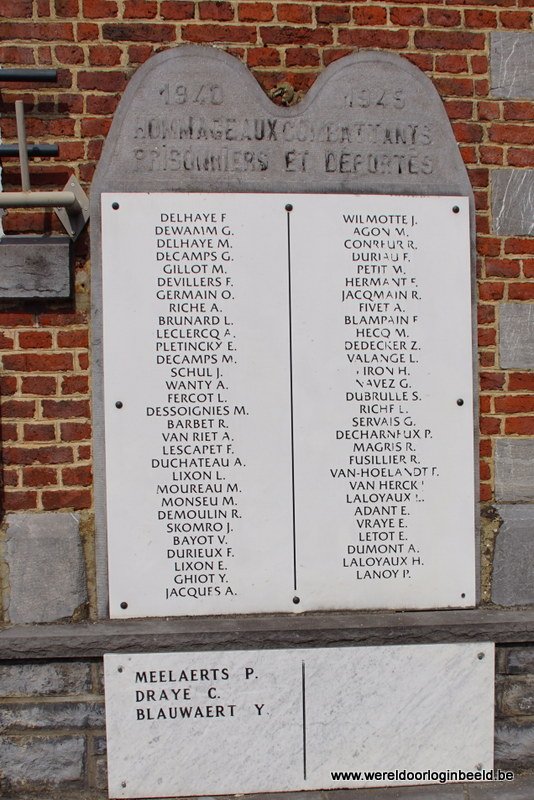 1940 1945
HOMMAGE AUX COMBATTANTS
PRISONNIERS ET DEPORTES
DELHAYE F
DEWAMM G.
DELHAYE M.
DECAMPS G.
GILLOT M.
DEVILLERS F.
GERMAIN O.
RICHE A.
BRUNARD L.
LECLERCQ A.
PLETINCKY E.
DECAMPS M.
SCHUL J.
WANTY A.
FERCOT L.
DESSOIGNIES M.
BARBET R.
VAN RIET A.
LESCAPET F.
DUCHATEAU A.
LIXON L.
MOUREAU M.
MONSEU M.
DEMOULIN R.
SKOMRO J.
BAYOT V.
DURIEUX F.
LIXON E.
GHIOT Y.
JACQUES A.
WILMOTTE J.
AGON M.
CONREUR R.
DURIAU F.
PETIT M.
HERMANT F.
JACQMAIN R.
FIVET A.
BLAMPAIN F
HECQ M.
DEDECKER Z.
VALANGE L.
IRON H.
NAVEZ G.
DUBRULLE S.
RICHE L.
SERVAIS G.
DECHARNEUX P.
MAGRIS R.
FUSILLIER R.
VAN-HOELANDT F.
VAN HERCK
LALOYAUX L.
ADANT E.
VRAYE E.
LETOT E.
DUMONT A.
LALOYAUX H.
LANOY P.
MEELAERTS P.
DRAYE C.
BLAUWAERT Y.
www.wereldoorloginbeeld.be